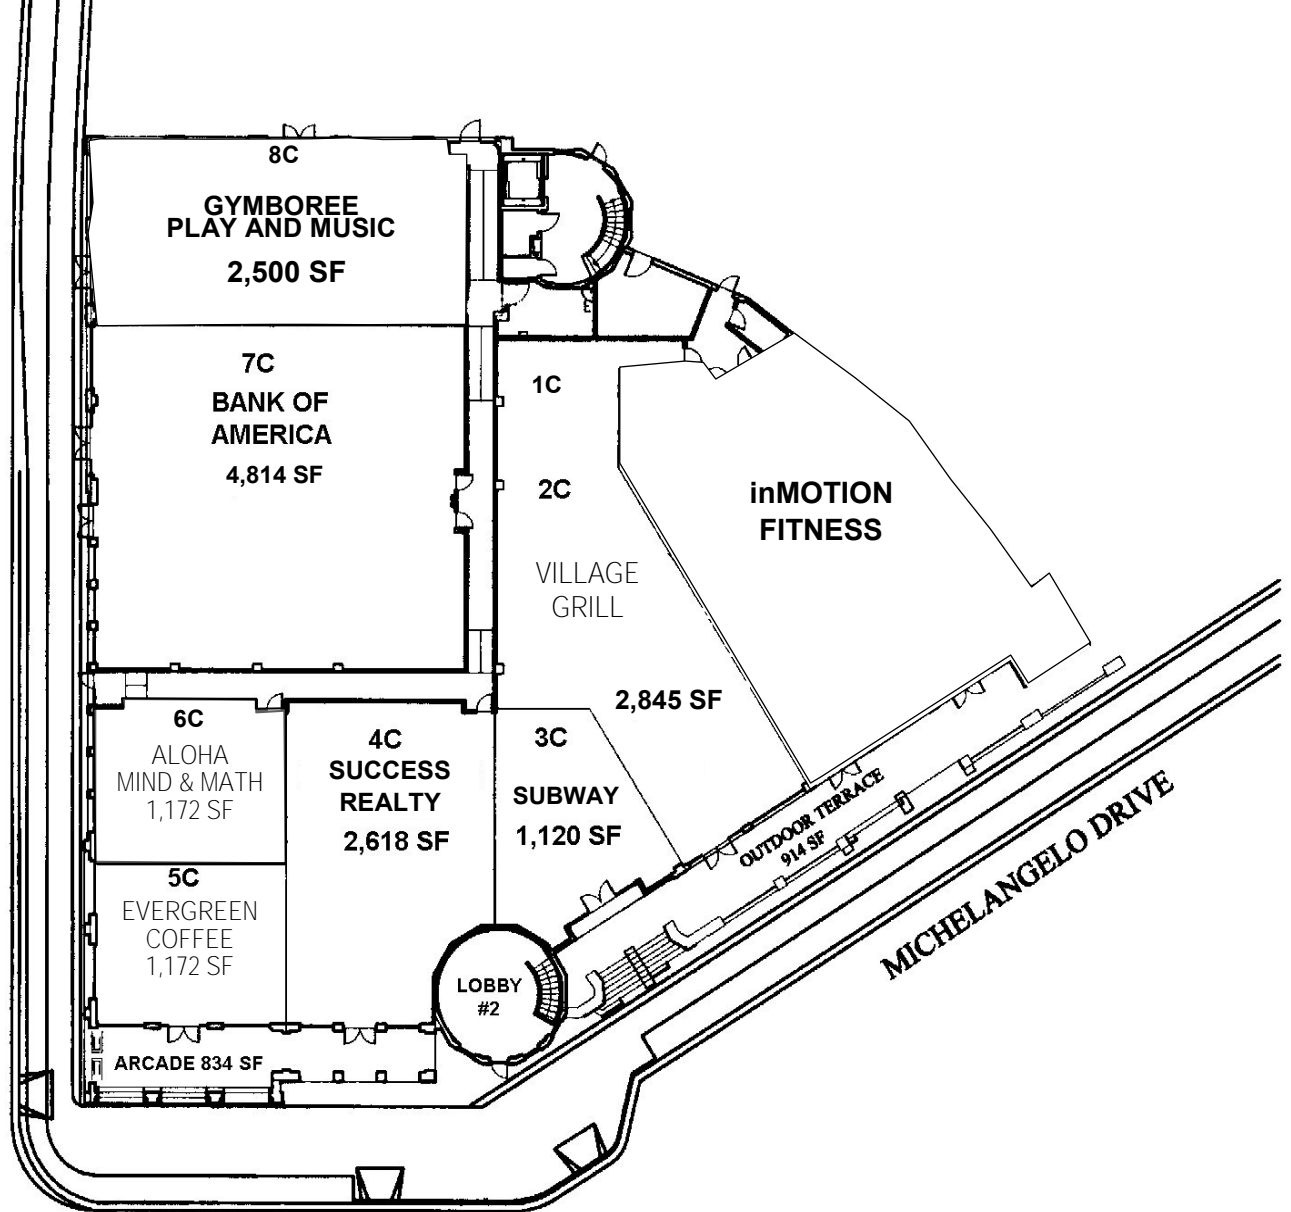 8C
GYMBOREE
PLAY AND MUSIC
2,500 SF
7C
BANK OF
AMERICA
4,814 SF
1C
2C
VILLAGE
GRILL
2,845 SF
inMOTION
FITNESS
6C
ALOHA
MIND & MATH
1,172 SF
4C
SUCCESS
REALTY
2,618 SF
3C
SUBWAY
1,120 SF
5C
EVERGREEN
COFFEE
1,172 SF
LOBBY
#2
ARCADE 834 SF
OUTDOOR TERRACE
914 SF
MICHELANGELO DRIVE